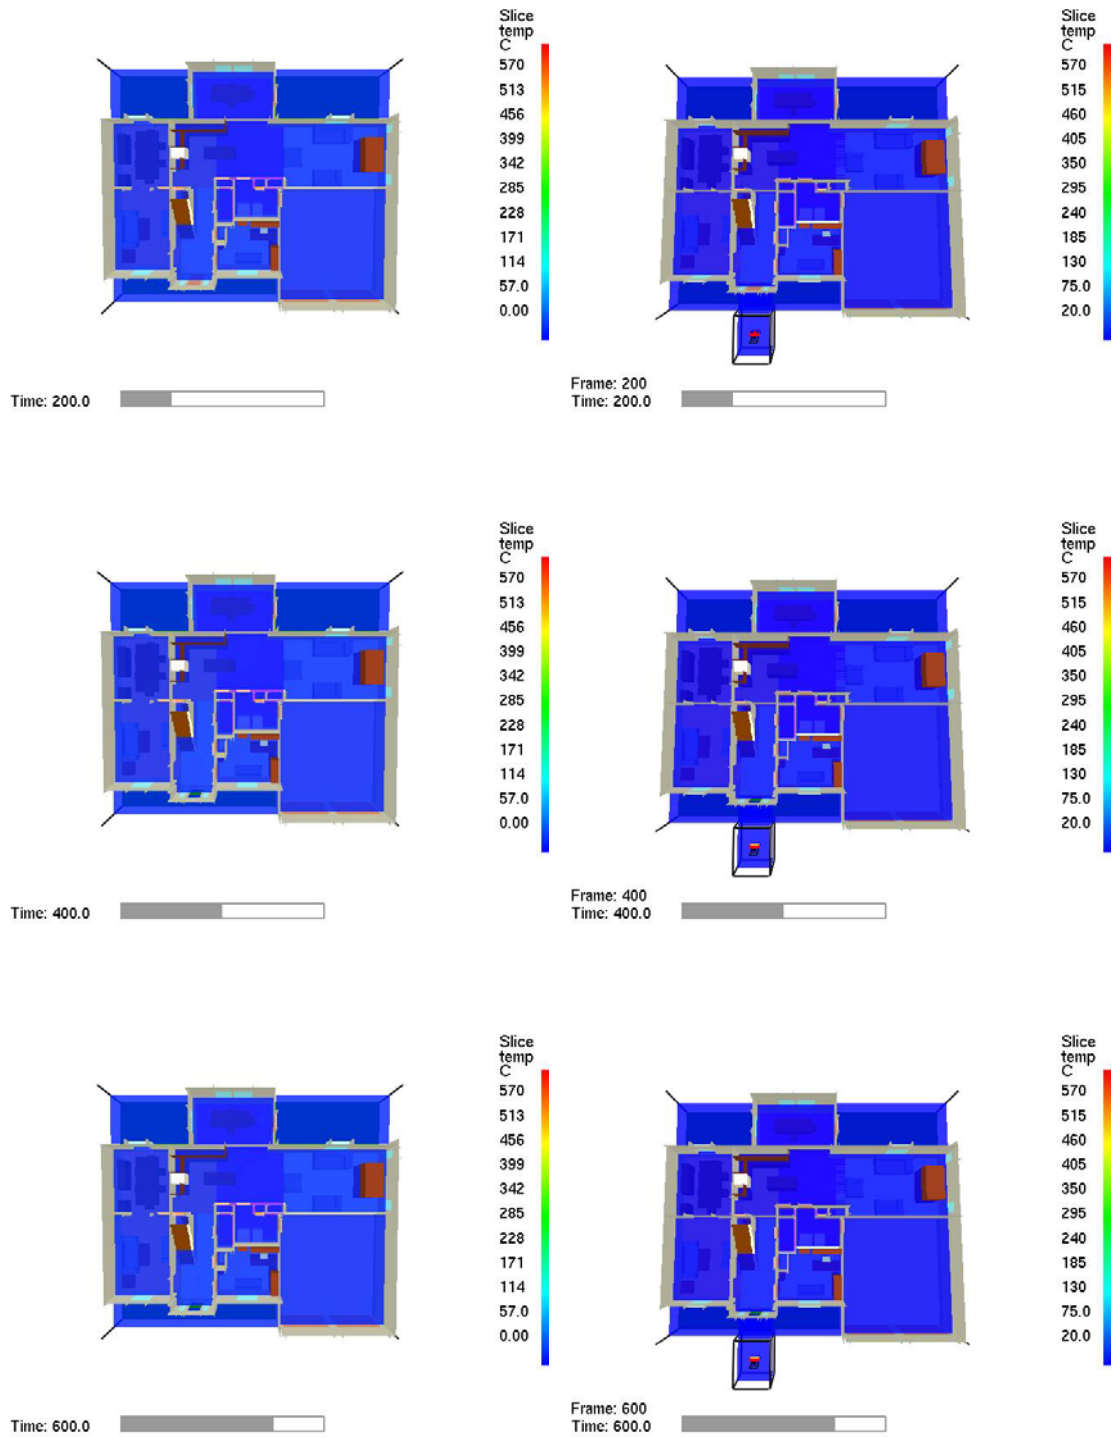 Slice
temp
C
570
513
456
399
342
285
228
171
114
57.0
0.00
Time: 200.0
Slice
temp
C
570
515
460
405
350
295
240
185
130
75.0
20.0
Frame: 200
Time: 200.0
Slice
temp
C
570
513
456
399
342
285
228
171
114
57.0
0.00
Time: 400.0
Slice
temp
C
570
515
460
405
350
295
240
185
130
75.0
20.0
Frame: 400
Time: 400.0
Slice
temp
C
570
513
456
399
342
285
228
171
114
57.0
0.00
Time: 600.0
Slice
temp
C
570
515
460
405
350
295
240
185
130
75.0
20.0
Frame: 600
Time: 600.0